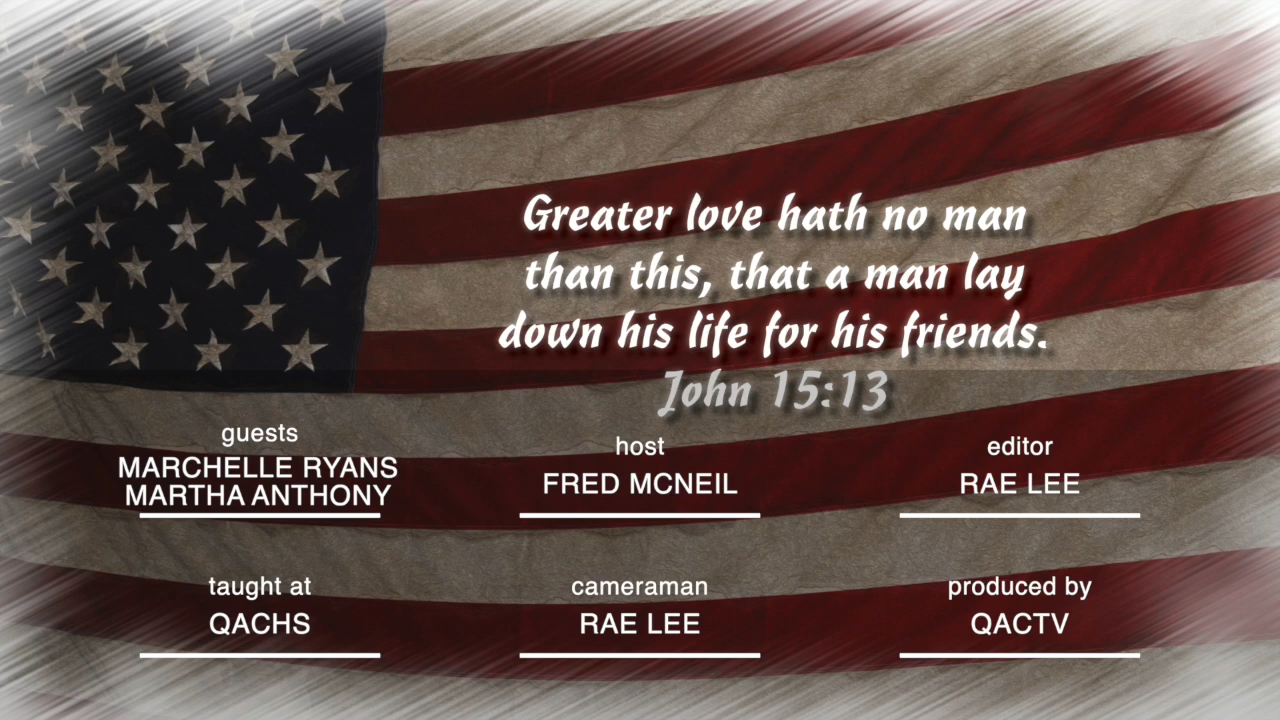 Greater love hath no man
than this, that a man lay
down his life for his friends.
John 15:13
guests
MARCHELLE RYANS
MARTHA ANTHONY
host
FRED MCNEIL
editor
RAE LEE
taught at
QACHS
cameraman
RAE LEE
produced by
QACTV